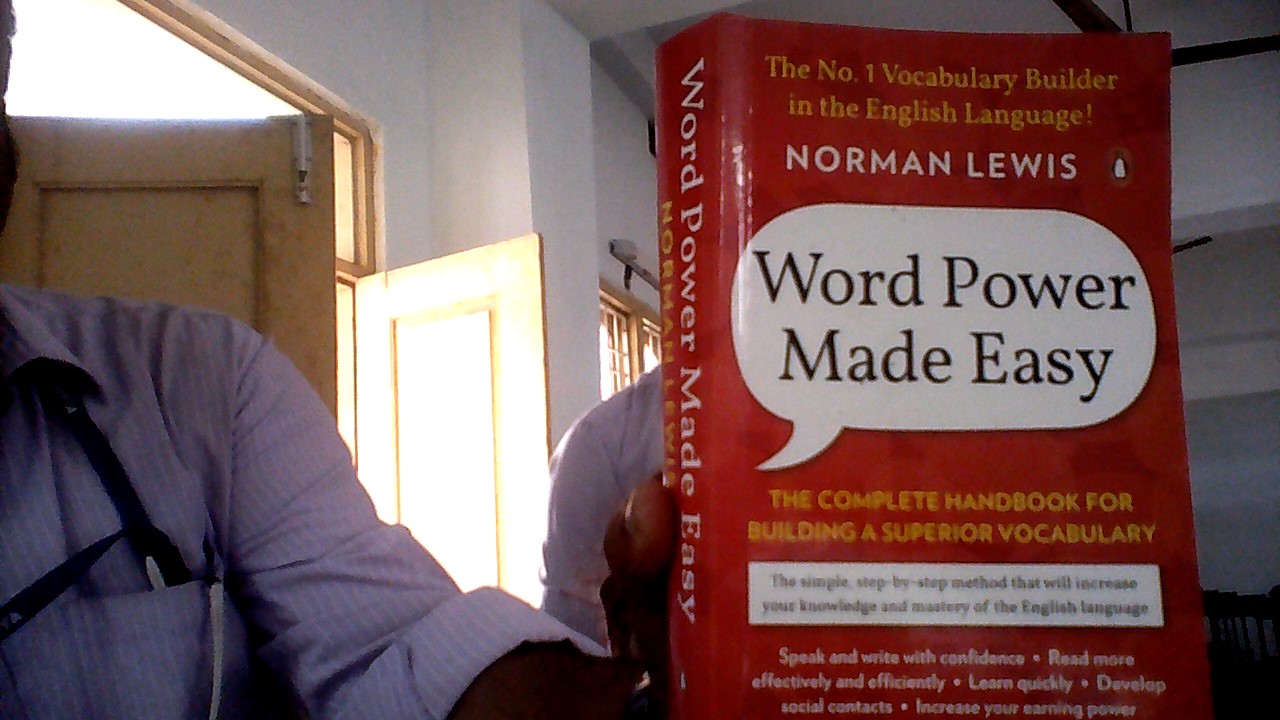 The No. 1 Vocabulary Builder
in the English Language!
NORMAN LEWIS
Word Power
Made Easy
THE COMPLETE HANDBOOK FOR
BUILDING A SUPERIOR VOCABULARY
The simple, step-by-step method that will increase
your knowledge and mastery of the English language
Speak and write with confidence • Read more
effectively and efficiently • Learn quickly • Develop
social contacts • Increase your earning power
Word Power Made Easy
NORMAN LEWIS